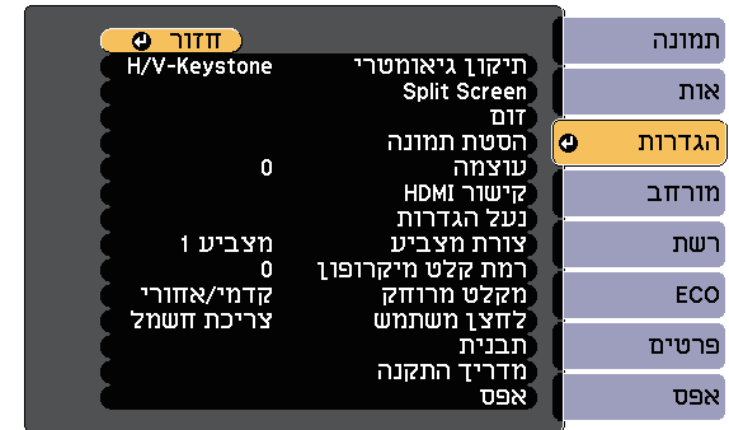 תמונה
אות
הגדרות
מורחב
רשת
ECO
פרטים
אפס
חזור
תיקון גיאומטרי H/V-Keystone
Split Screen
זום
הסטת תמונה
עוצמה 0
קישור HDMI
נעל הגדרות
צורת מצביע מצביע 1
רמת קלט מיקרופון 0
מקלט מרוחק קדמי/אחורי
לחצן משתמש צריכת חשמל
תבנית
מדריך התקנה
אפס